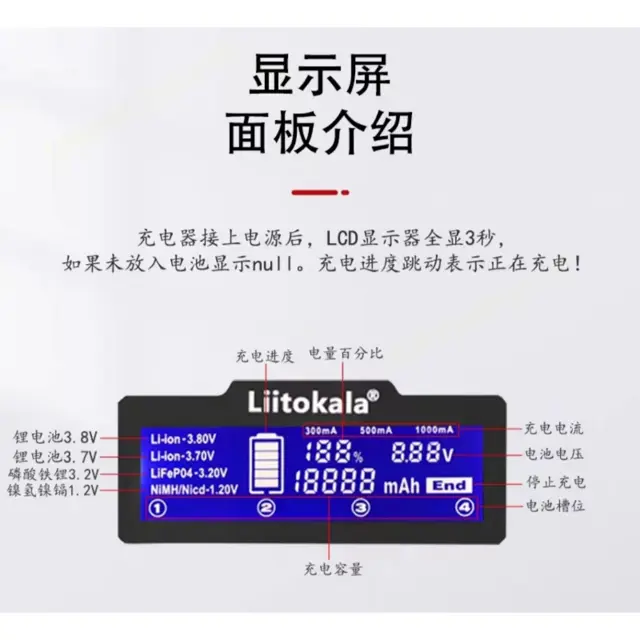 显示屏
面板介绍
充电器接上电源后，LCD显示器全显3秒，
如果未放入电池显示null。充电进度跳动表示正在充电！
充电进度
电量百分比
Liitokala®
300mA 500mA 1000mA
充电电流
锂电池3.8V
LI-ion-3.80V
188%
8.88V
电池电压
锂电池3.7V
LI-ion-3.70V
磷酸铁锂3.2V
LiFePO4-3.20V
18888 mAh End
停止充电
镍氢镍镉1.2V
NiMH/Nicd-1.20V
① ② ③ ④
电池槽位
充电容量